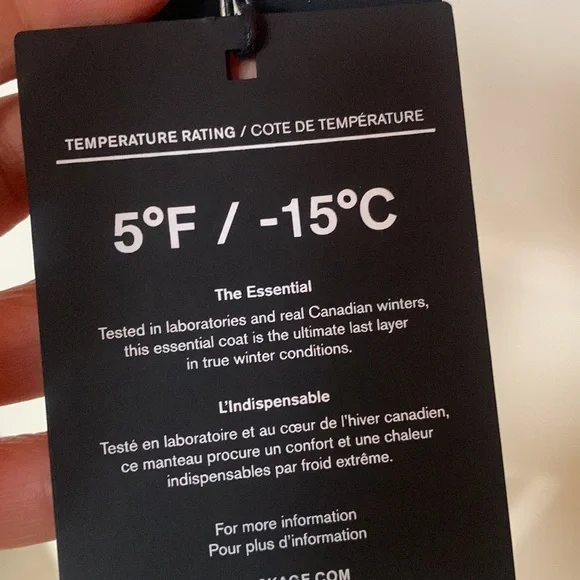 TEMPERATURE RATING / COTE DE TEMPÉRATURE
5°F / -15°C
The Essential
Tested in laboratories and real Canadian winters,
this essential coat is the ultimate last layer
in true winter conditions.
L'Indispensable
Testé en laboratoire et au cœur de l'hiver canadien,
ce manteau procure un confort et une chaleur
indispensables par froid extrême.
For more information
Pour plus d'information